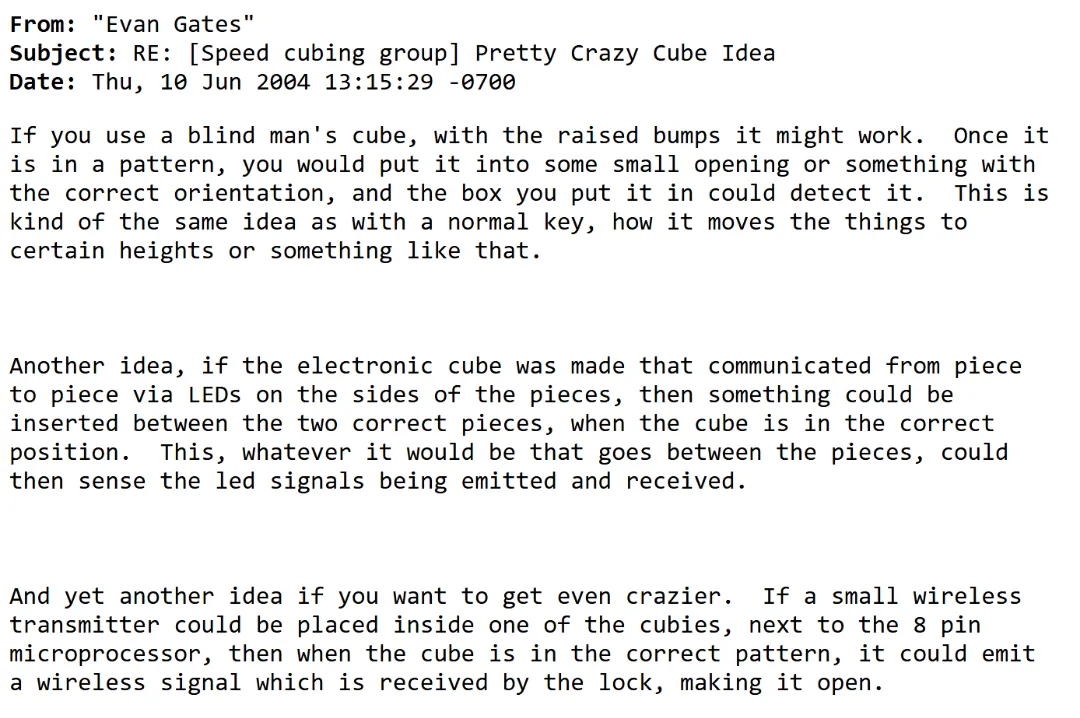 From: "Evan Gates"
Subject: RE: [Speed cubing group] Pretty Crazy Cube Idea
Date: Thu, 10 Jun 2004 13:15:29 -0700
If you use a blind man's cube, with the raised bumps it might work.  Once it
is in a pattern, you would put it into some small opening or something with
the correct orientation, and the box you put it in could detect it.  This is
kind of the same idea as with a normal key, how it moves the things to
certain heights or something like that.
Another idea, if the electronic cube was made that communicated from piece
to piece via LEDs on the sides of the pieces, then something could be
inserted between the two correct pieces, when the cube is in the correct
position.  This, whatever it would be that goes between the pieces, could
then sense the led signals being emitted and received.
And yet another idea if you want to get even crazier.  If a small wireless
transmitter could be placed inside one of the cubies, next to the 8 pin
microprocessor, then when the cube is in the correct pattern, it could emit
a wireless signal which is received by the lock, making it open.